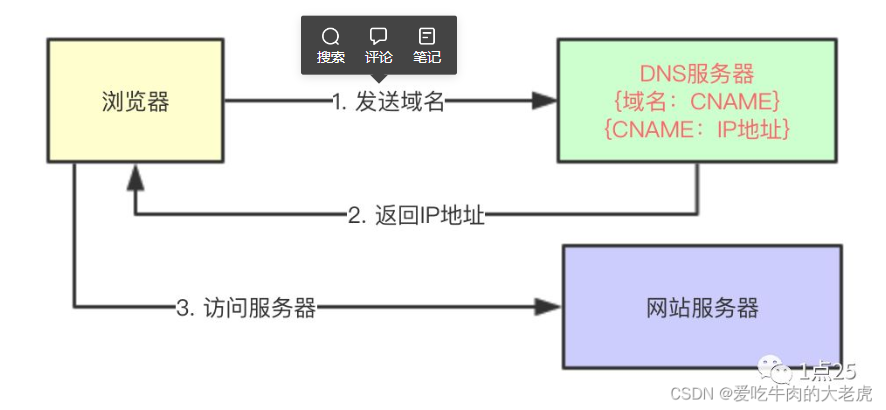 搜索 评论 笔记
浏览器
1. 发送域名
DNS服务器
{域名：CNAME}
{CNAME：IP地址}
2. 返回IP地址
3. 访问服务器
网站服务器
1点25
CSDN @爱吃牛肉的大老虎